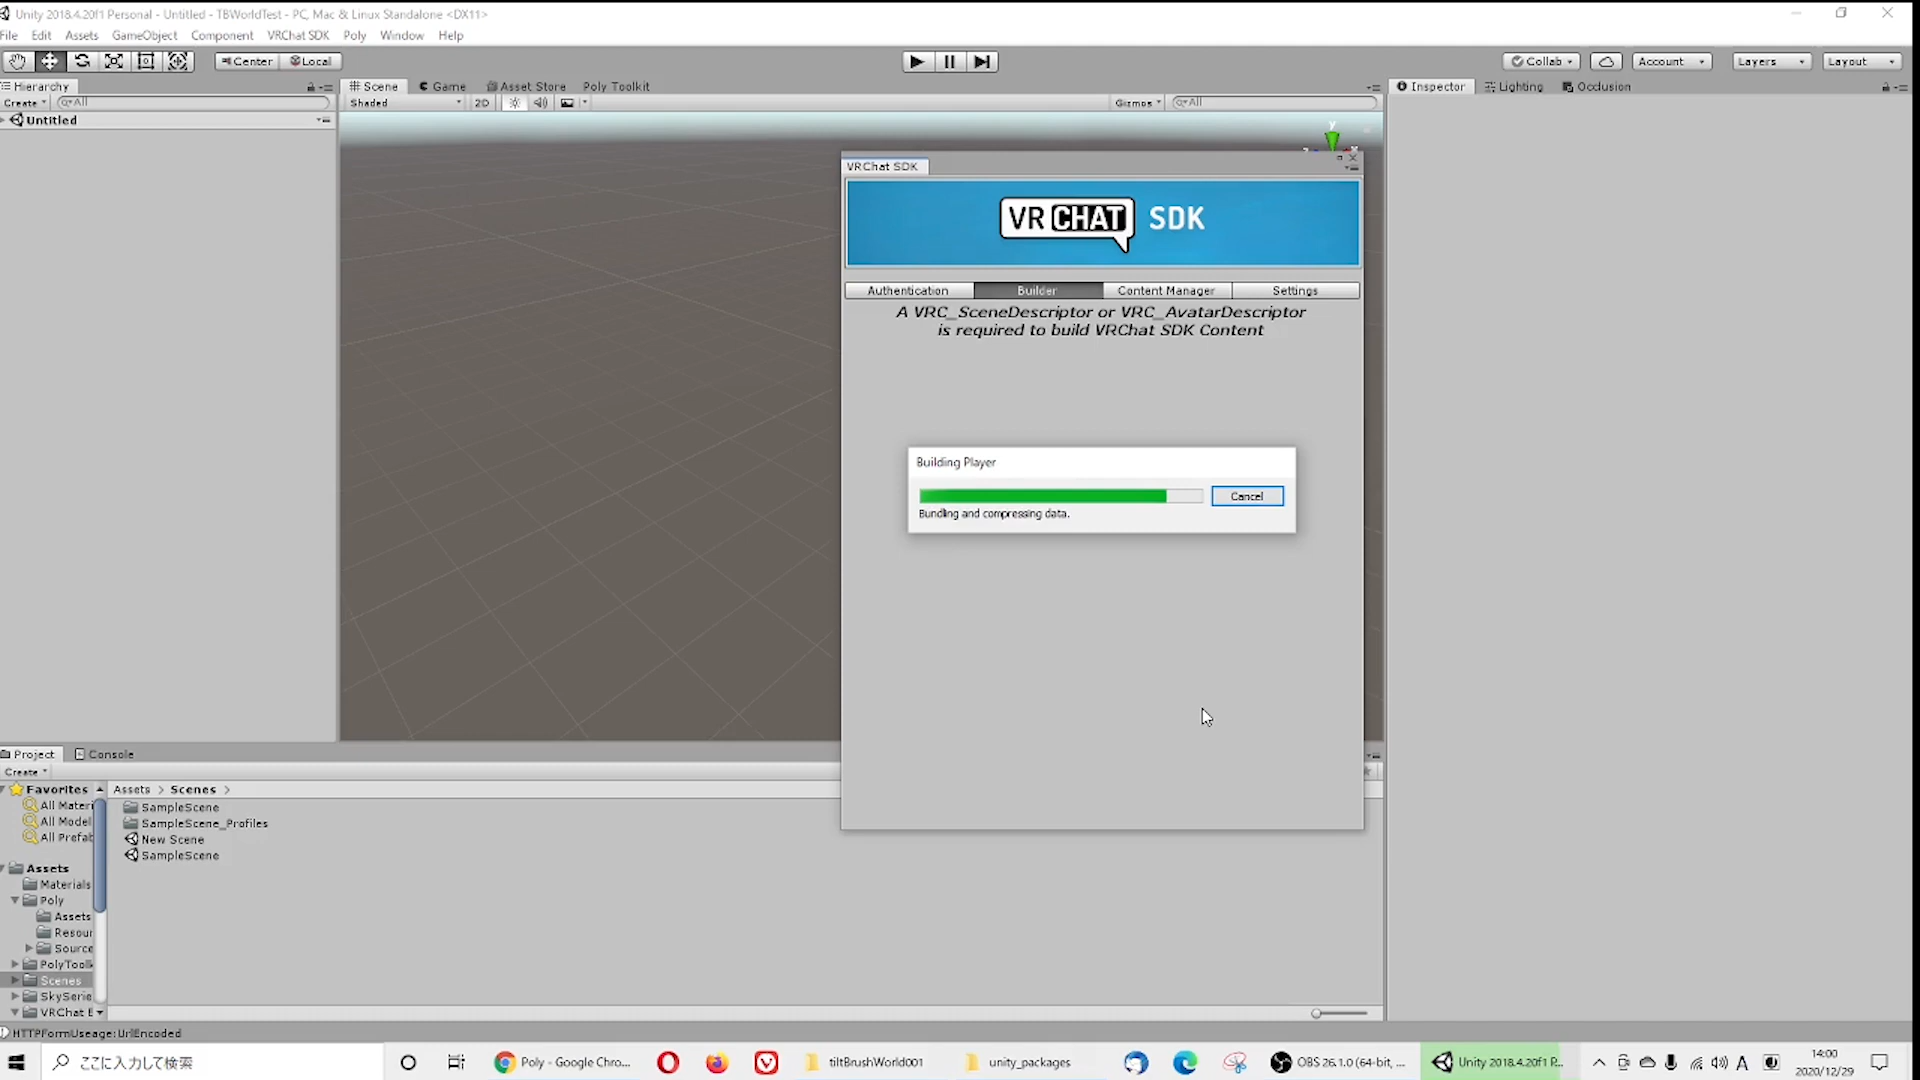 Unity 2018.4.20f1 Personal - Untitled - TBWorldTest - PC, Mac & Linux Standalone <DX11>
File Edit Assets GameObject Component VRChat SDK Poly Window Help
Center Local Collab Account Layers Layout
Hierarchy Scene Game Asset Store Poly Toolkit Inspector Lighting Occlusion
Create All Shaded 2D Gizmos All
Untitled
y
VRChat SDK
VR CHAT SDK
Authentication Builder Content Manager Settings
A VRC_SceneDescriptor or VRC_AvatarDescriptor
is required to build VRChat SDK Content
Building Player
Cancel
Bundling and compressing data.
Project Console
Create
Favorites
All Materi
All Model
All Prefab
Assets
Materials
Poly
Assets
Resour
Source
PolyTool
Scenes
SkySerie
VRChat E
Assets > Scenes >
SampleScene
SampleScene_Profiles
New Scene
SampleScene
HTTPFormUseage:UrlEncoded
ここに入力して検索
Poly - Google Chro...
tiltBrushWorld001
unity_packages
OBS 26.1.0 (64-bit, ...
Unity 2018.4.20f1 P...
A
14:00
2020/12/29